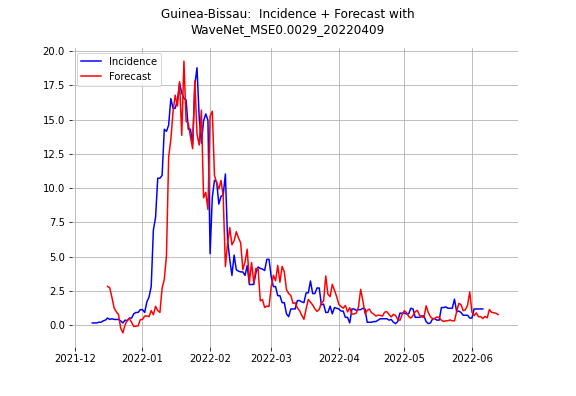 Guinea-Bissau:  Incidence + Forecast with
WaveNet_MSE0.0029_20220409
Incidence
Forecast
20.0
17.5
15.0
12.5
10.0
7.5
5.0
2.5
0.0
2021-12 2022-01 2022-02 2022-03 2022-04 2022-05 2022-06